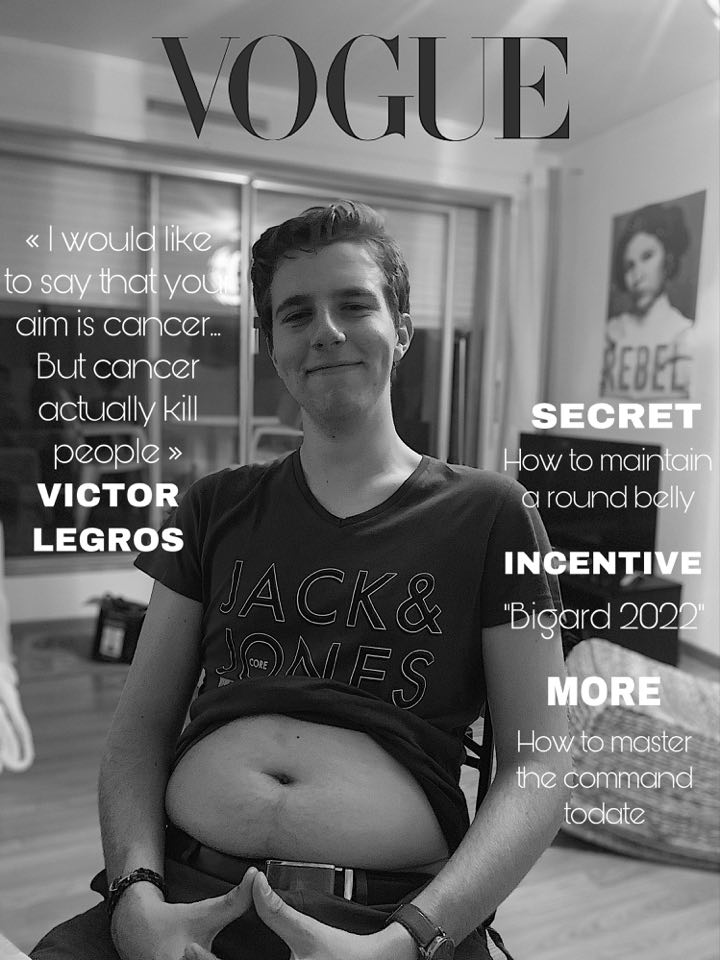 VOGUE
« I would like
to say that your
aim is cancer...
But cancer
actually kill
people »
VICTOR
LEGROS
REBEL
SECRET
How to maintain
a round belly
INCENTIVE
"Bigard 2022"
MORE
How to master
the command
todate
JACK&
JONES
CORE